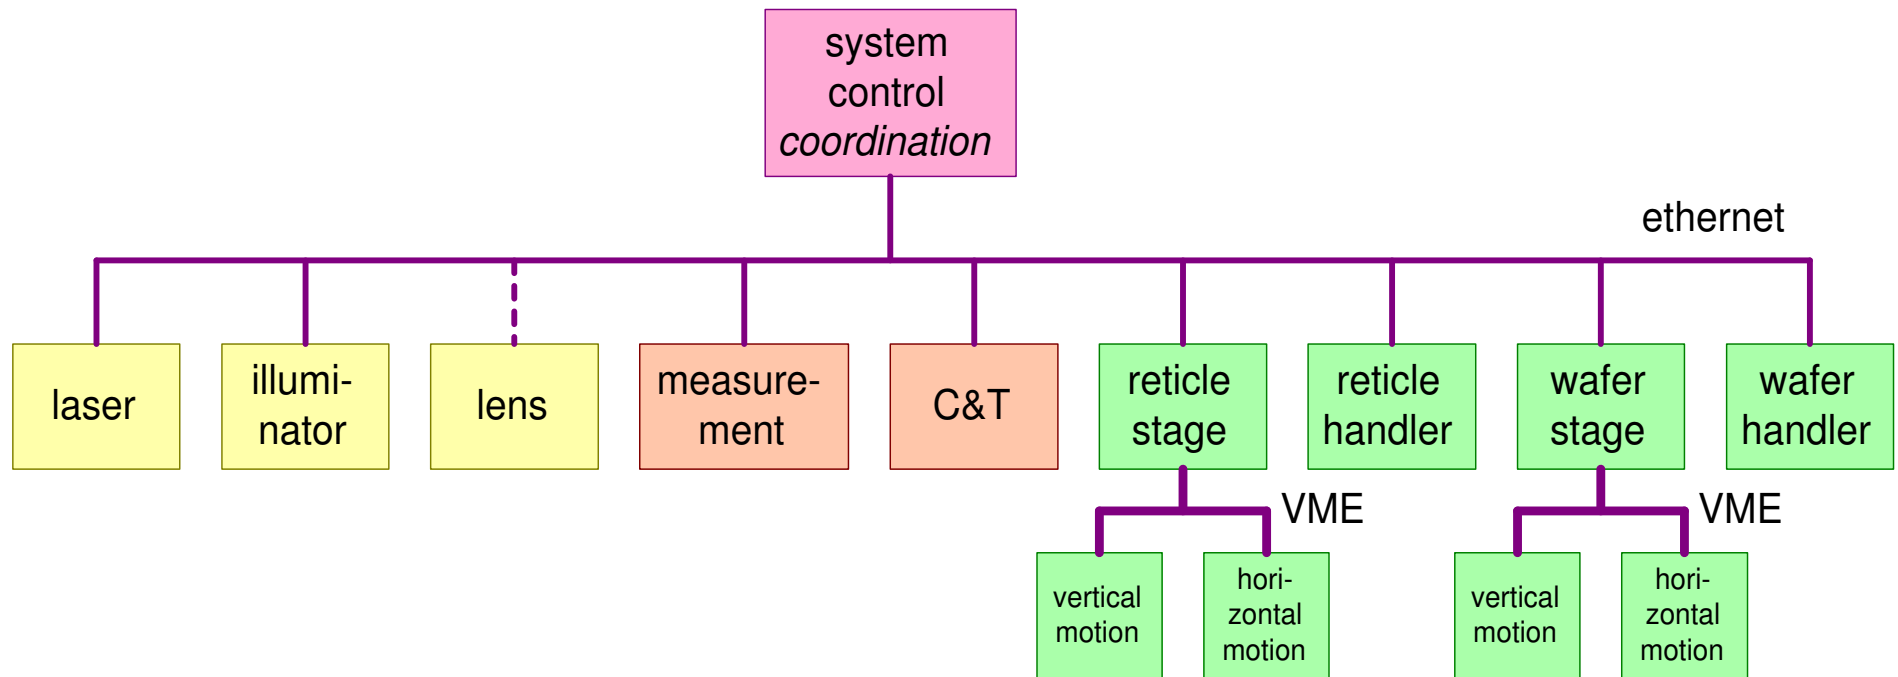 system
control
coordination
ethernet
laser
illumi-
nator
lens
measure-
ment
C&T
reticle
stage
reticle
handler
wafer
stage
wafer
handler
VME
VME
vertical
motion
hori-
zontal
motion
vertical
motion
hori-
zontal
motion